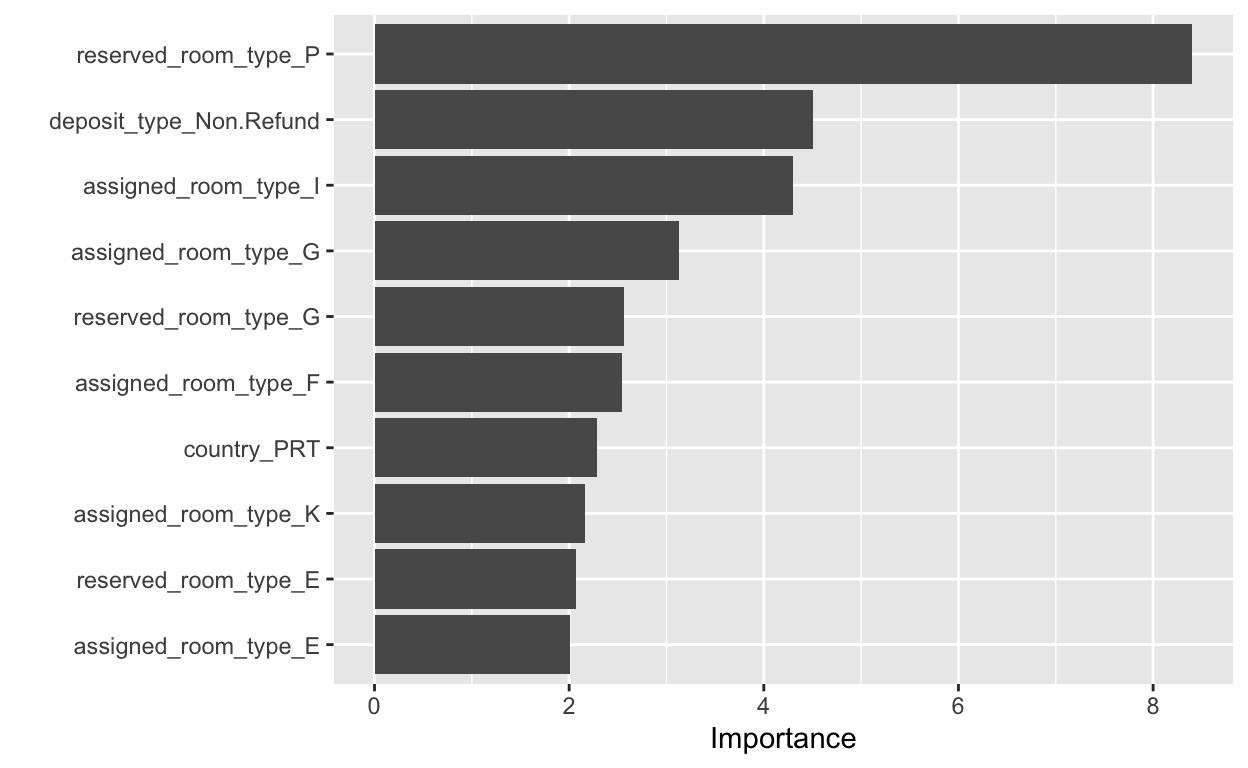 reserved_room_type_P
deposit_type_Non.Refund
assigned_room_type_I
assigned_room_type_G
reserved_room_type_G
assigned_room_type_F
country_PRT
assigned_room_type_K
reserved_room_type_E
assigned_room_type_E
0 2 4 6 8
Importance